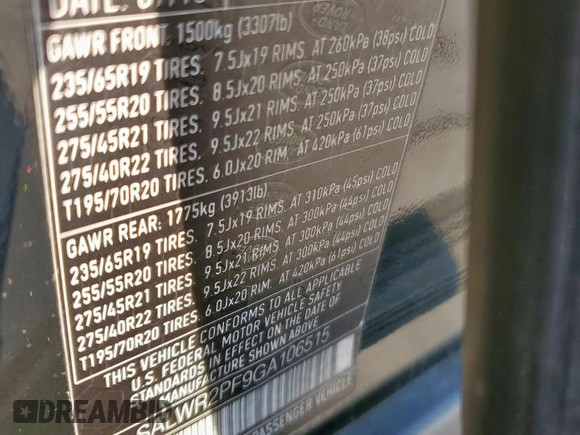 DATE:
GAWR FRONT: 1500kg (3307lb)
235/65R19 TIRES. 7.5Jx19 RIMS. AT 260kPa (38psi) COLD
255/55R20 TIRES. 8.5Jx20 RIMS. AT 250kPa (37psi) COLD
275/45R21 TIRES. 9.5Jx21 RIMS. AT 250kPa (37psi) COLD
275/40R22 TIRES. 9.5Jx22 RIMS. AT 250kPa (37psi) COLD
T195/70R20 TIRES. 6.0Jx20 RIM. AT 420kPa (61psi) COLD
GAWR REAR: 1775kg (3913lb)
235/65R19 TIRES. 7.5Jx19 RIMS. AT 310kPa (45psi) COLD
255/55R20 TIRES. 8.5Jx20 RIMS. AT 300kPa (44psi) COLD
275/45R21 TIRES. 9.5Jx21 RIMS. AT 300kPa (44psi) COLD
275/40R22 TIRES. 9.5Jx22 RIMS. AT 300kPa (44psi) COLD
T195/70R20 TIRES. 6.0Jx20 RIM. AT 420kPa (61psi) COLD
THIS VEHICLE CONFORMS TO ALL APPLICABLE
U.S. FEDERAL MOTOR VEHICLE SAFETY
STANDARDS IN EFFECT ON THE DATE OF
MANUFACTURE SHOWN ABOVE
SALWR2PF9GA106515
PASSENGER VEHICLE
DREAMBID